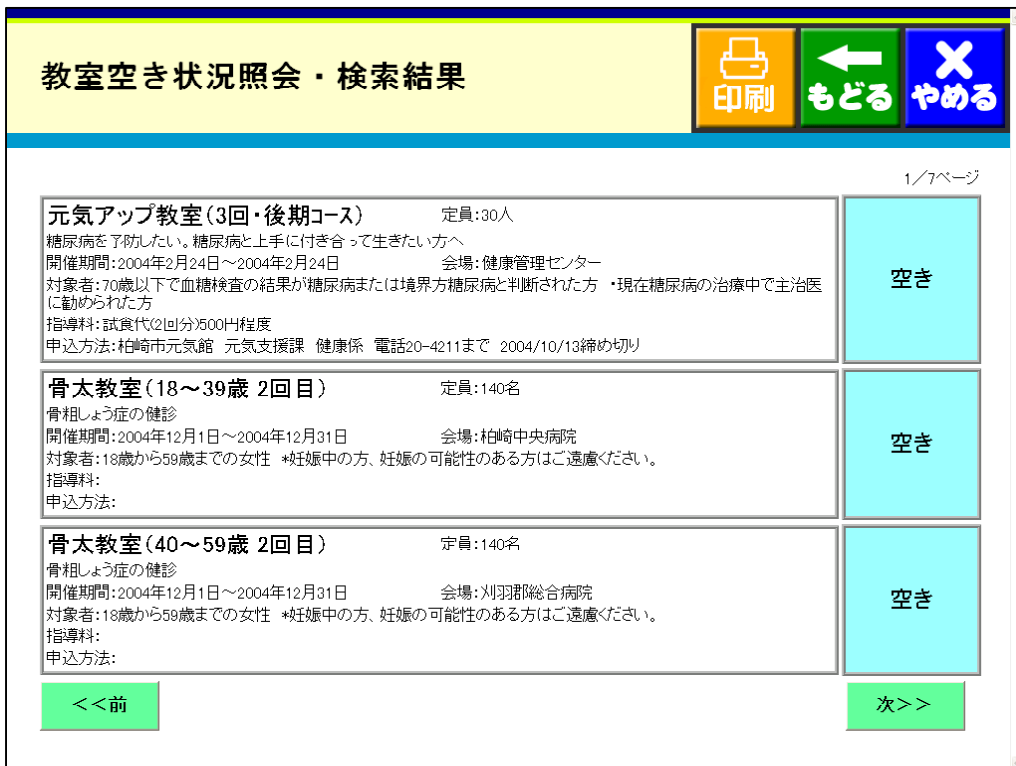 教室空き状況照会・検索結果
印刷
もどる
やめる
1／7ページ
元気アップ教室(3回・後期コース) 定員:30人
糖尿病を予防したい。糖尿病と上手に付き合って生きたい方へ
開催期間:2004年2月24日～2004年2月24日 会場:健康管理センター
対象者:70歳以下で血糖検査の結果が糖尿病または境界方糖尿病と判断された方 ・現在糖尿病の治療中で主治医
に勧められた方
指導料:試食代(2回分)500円程度
申込方法:柏崎市元気館 元気支援課 健康係 電話20-4211まで 2004/10/13締め切り
空き
骨太教室(18～39歳 2回目) 定員:140名
骨粗しょう症の健診
開催期間:2004年12月1日～2004年12月31日 会場:柏崎中央病院
対象者:18歳から59歳までの女性 *妊娠中の方、妊娠の可能性のある方はご遠慮ください。
指導料:
申込方法:
空き
骨太教室(40～59歳 2回目) 定員:140名
骨粗しょう症の健診
開催期間:2004年12月1日～2004年12月31日 会場:刈羽郡総合病院
対象者:18歳から59歳までの女性 *妊娠中の方、妊娠の可能性のある方はご遠慮ください。
指導料:
申込方法:
空き
＜＜前
次＞＞